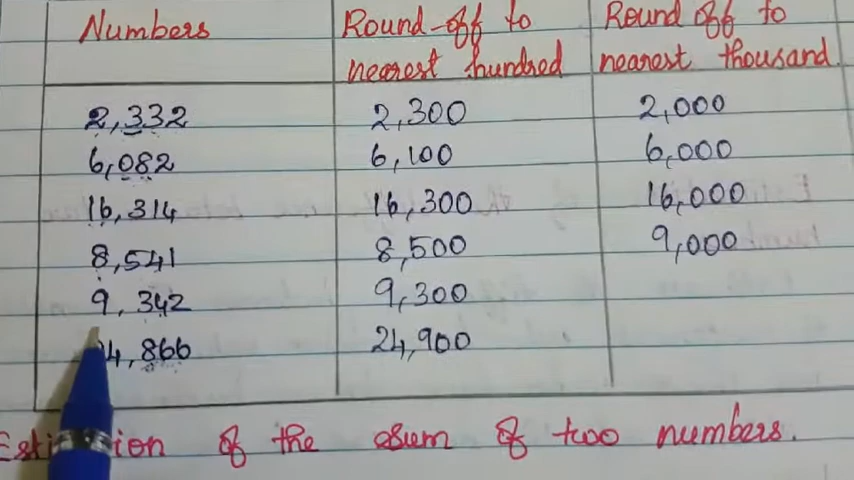 Numbers Round-off to nearest hundred Round off to nearest thousand
2,332 2,300 2,000
6,082 6,100 6,000
16,314 16,300 16,000
8,541 8,500 9,000
9,342 9,300
4,866 24,900
of the sum of two numbers.